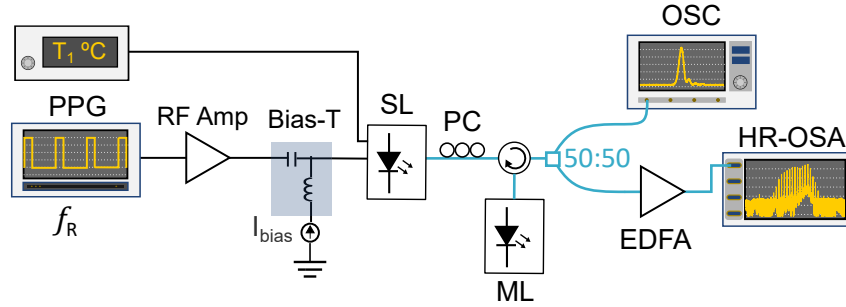 OSC
T₁ ºC
SL
PPG
RF Amp
Bias-T
PC
HR-OSA
50:50
fR
Ibias
EDFA
ML